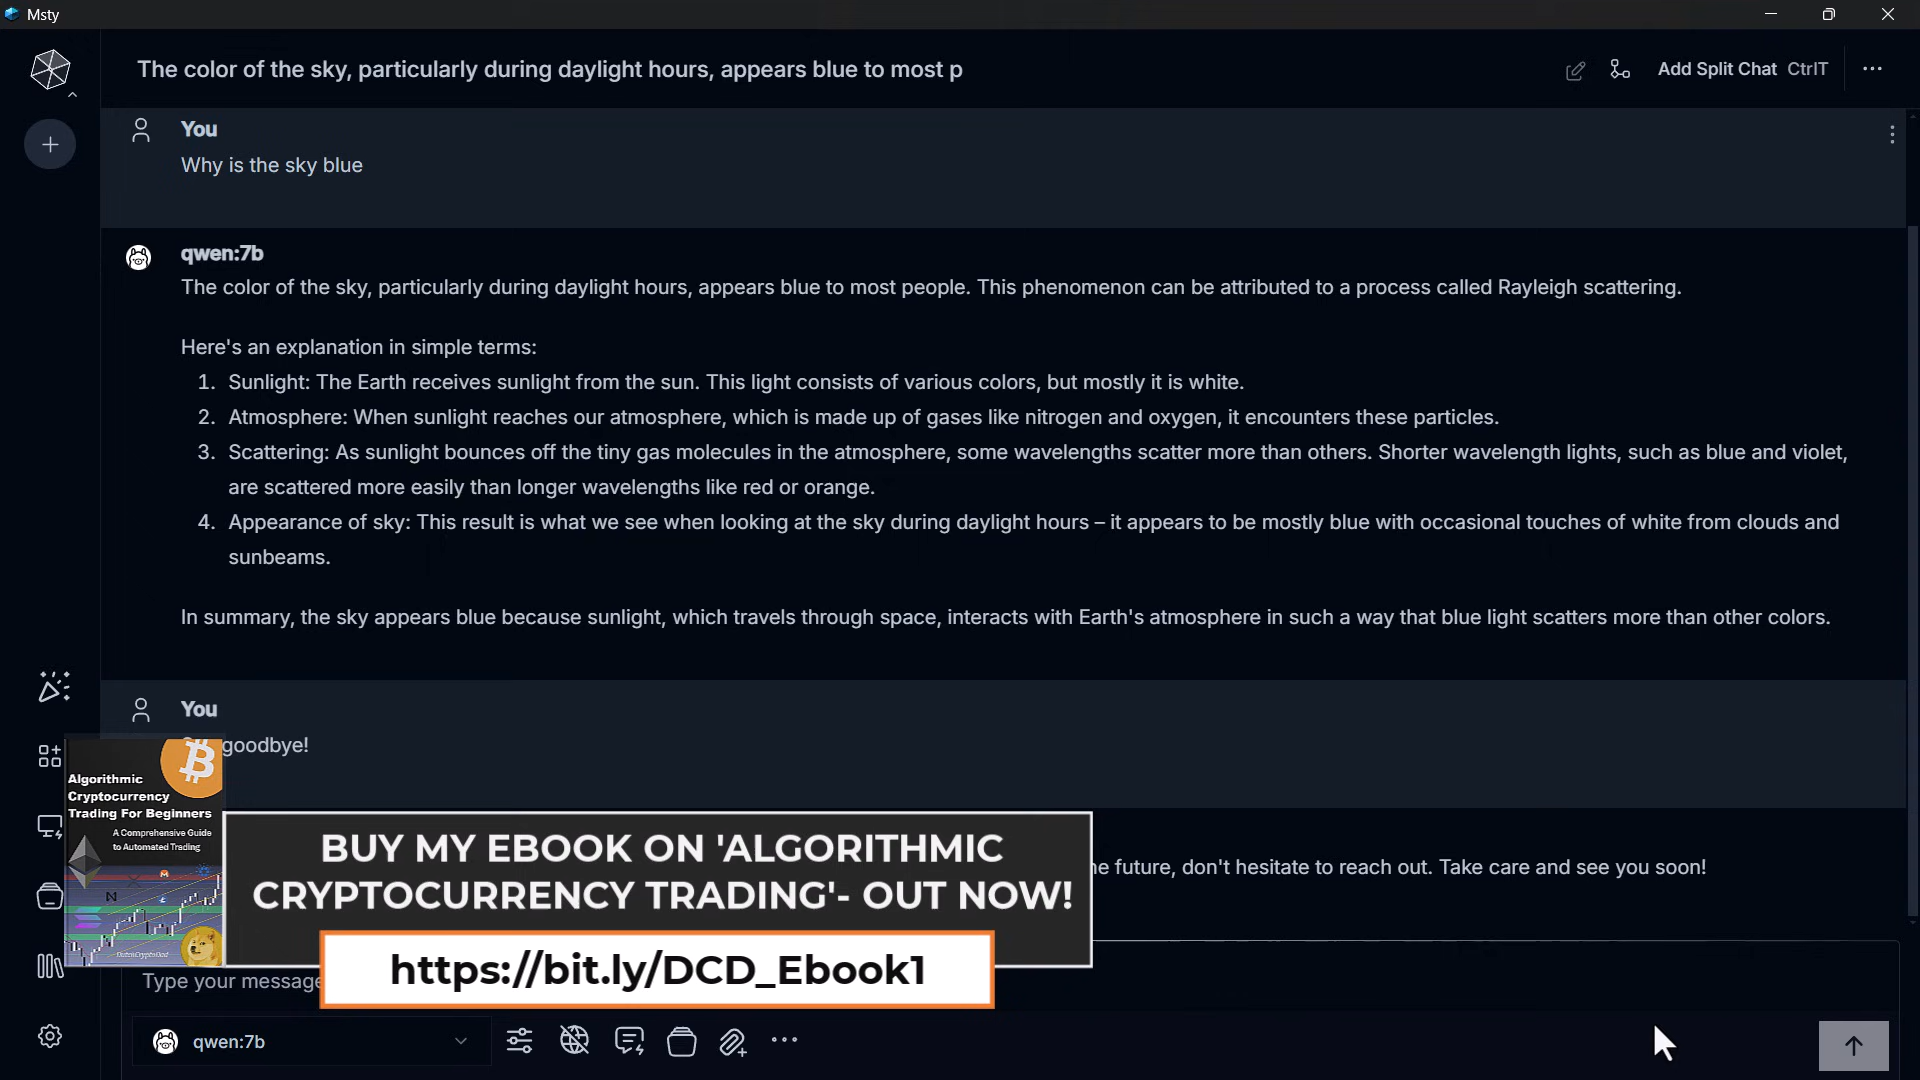 Msty
The color of the sky, particularly during daylight hours, appears blue to most p
Add Split Chat CtrlT
You
Why is the sky blue
qwen:7b
The color of the sky, particularly during daylight hours, appears blue to most people. This phenomenon can be attributed to a process called Rayleigh scattering.
Here's an explanation in simple terms:
1. Sunlight: The Earth receives sunlight from the sun. This light consists of various colors, but mostly it is white.
2. Atmosphere: When sunlight reaches our atmosphere, which is made up of gases like nitrogen and oxygen, it encounters these particles.
3. Scattering: As sunlight bounces off the tiny gas molecules in the atmosphere, some wavelengths scatter more than others. Shorter wavelength lights, such as blue and violet,
are scattered more easily than longer wavelengths like red or orange.
4. Appearance of sky: This result is what we see when looking at the sky during daylight hours – it appears to be mostly blue with occasional touches of white from clouds and
sunbeams.
In summary, the sky appears blue because sunlight, which travels through space, interacts with Earth's atmosphere in such a way that blue light scatters more than other colors.
You
goodbye!
future, don't hesitate to reach out. Take care and see you soon!
Algorithmic
Cryptocurrency
Trading For Beginners
A Comprehensive Guide
to Automated Trading
DutchCryptoDad
BUY MY EBOOK ON 'ALGORITHMIC
CRYPTOCURRENCY TRADING'- OUT NOW!
https://bit.ly/DCD_Ebook1
Type your message
qwen:7b